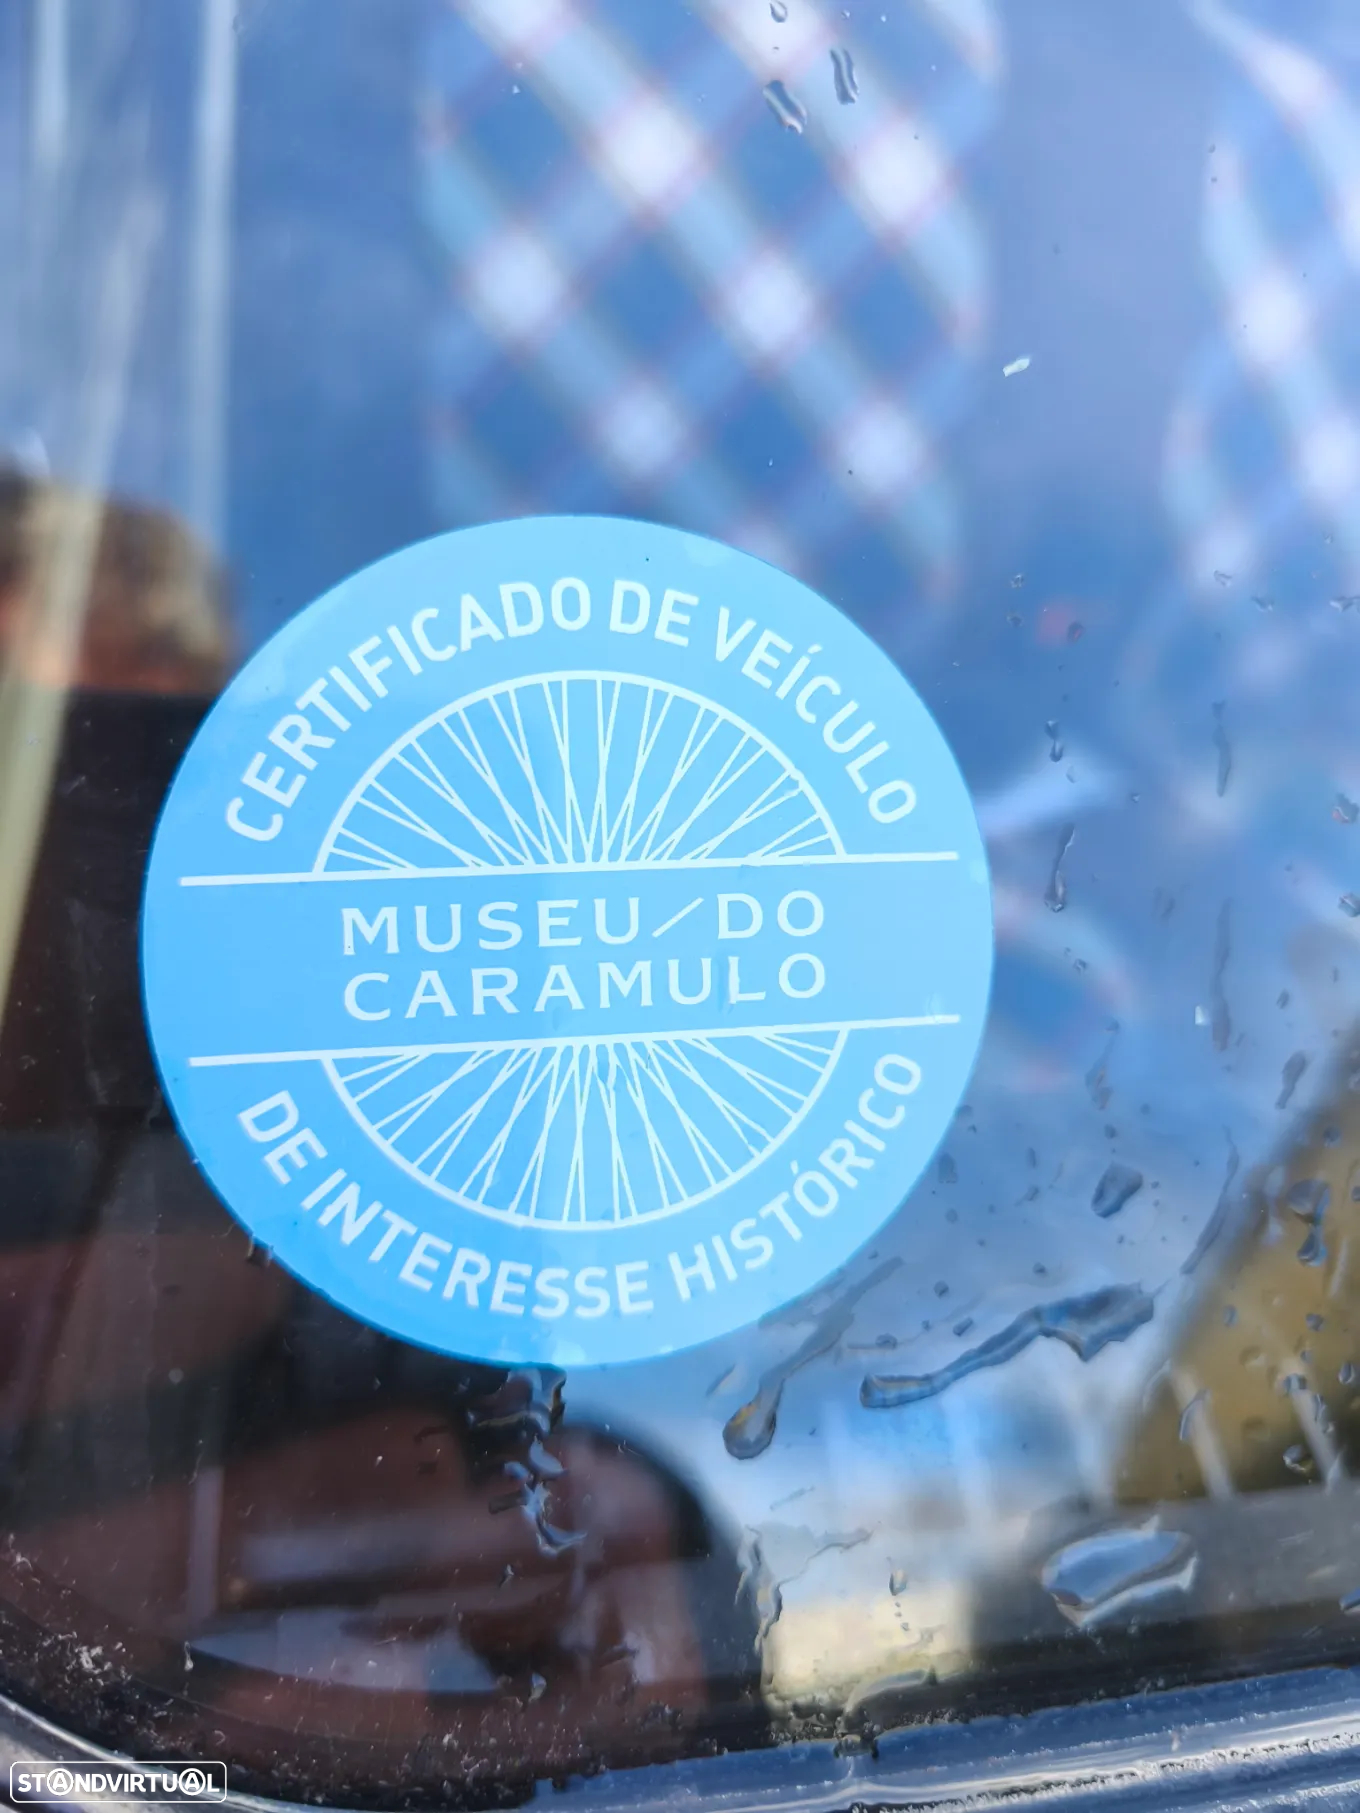 CERTIFICADO DE VEÍCULO
MUSEU/DO
CARAMULO
DE INTERESSE HISTÓRICO
STANDVIRTUAL